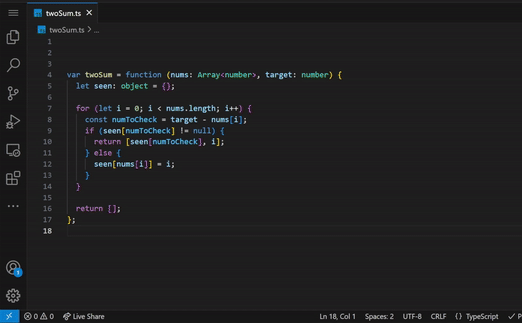 twoSum.ts ×
twoSum.ts > ...
1
2
3
4 var twoSum = function (nums: Array<number>, target: number) {
5 let seen: object = {};
6
7 for (let i = 0; i < nums.length; i++) {
8 const numToCheck = target - nums[i];
9 if (seen[numToCheck] != null) {
10 return [seen[numToCheck], i];
11 } else {
12 seen[nums[i]] = i;
13 }
14 }
15
16 return [];
17 };
18
1
0 0 Live Share Ln 18, Col 1 Spaces: 2 UTF-8 CRLF {} TypeScript P